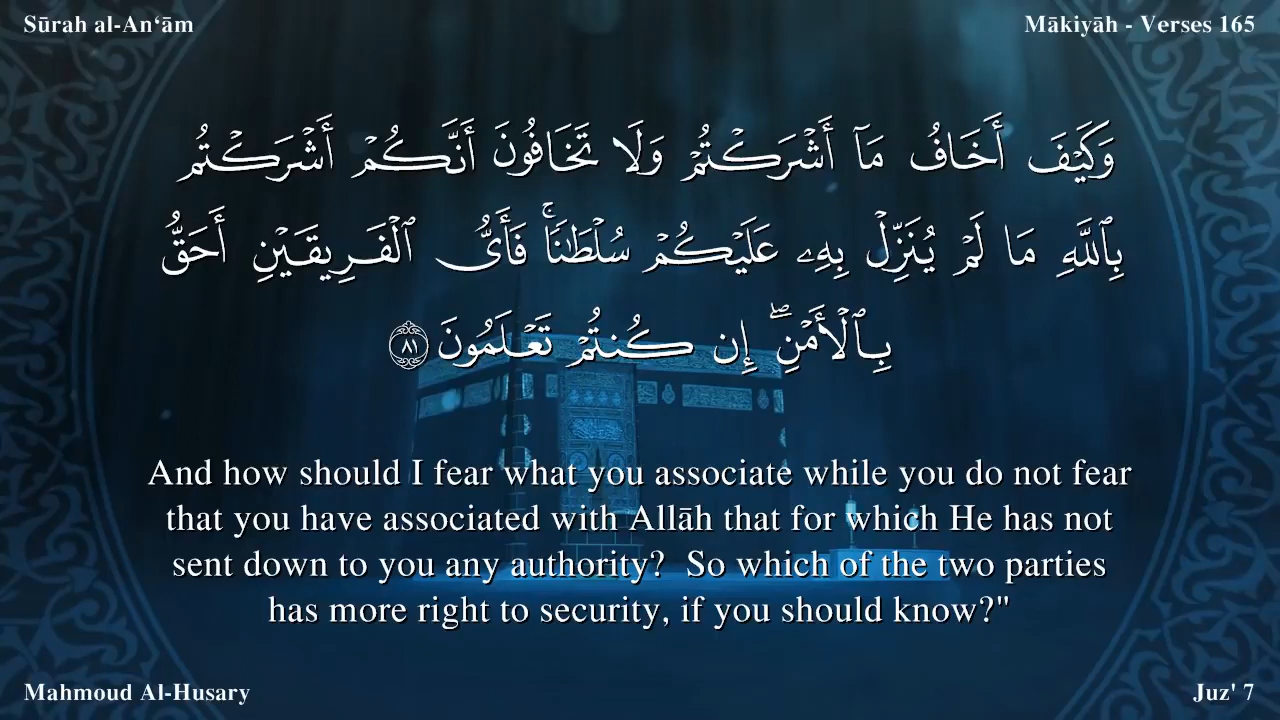 Sūrah al-An‘ām
Mākiyāh - Verses 165
وَكَيْفَ أَخَافُ مَآ أَشْرَكْتُمْ وَلَا تَخَافُونَ أَنَّكُمْ أَشْرَكْتُم
بِٱللَّهِ مَا لَمْ يُنَزِّلْ بِهِۦ عَلَيْكُمْ سُلْطَٰنًا ۚ فَأَىُّ ٱلْفَرِيقَيْنِ أَحَقُّ
بِٱلْأَمْنِ ۖ إِن كُنتُمْ تَعْلَمُونَ ٨١
And how should I fear what you associate while you do not fear
that you have associated with Allāh that for which He has not
sent down to you any authority?  So which of the two parties
has more right to security, if you should know?"
Mahmoud Al-Husary
Juz' 7